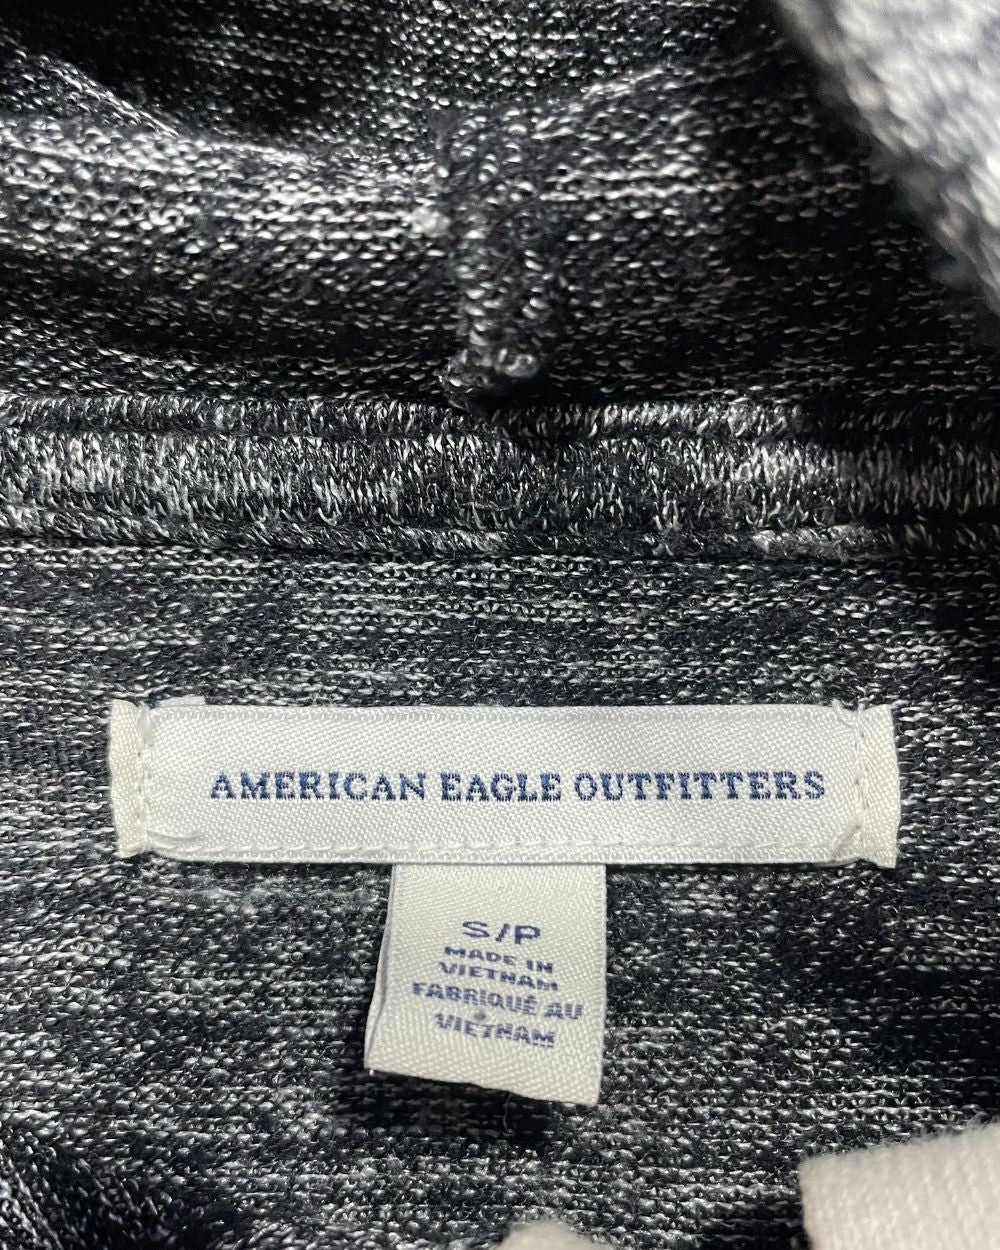 AMERICAN EAGLE OUTFITTERS
S/P
MADE IN
VIETNAM
FABRIQUÉ AU
VIETNAM